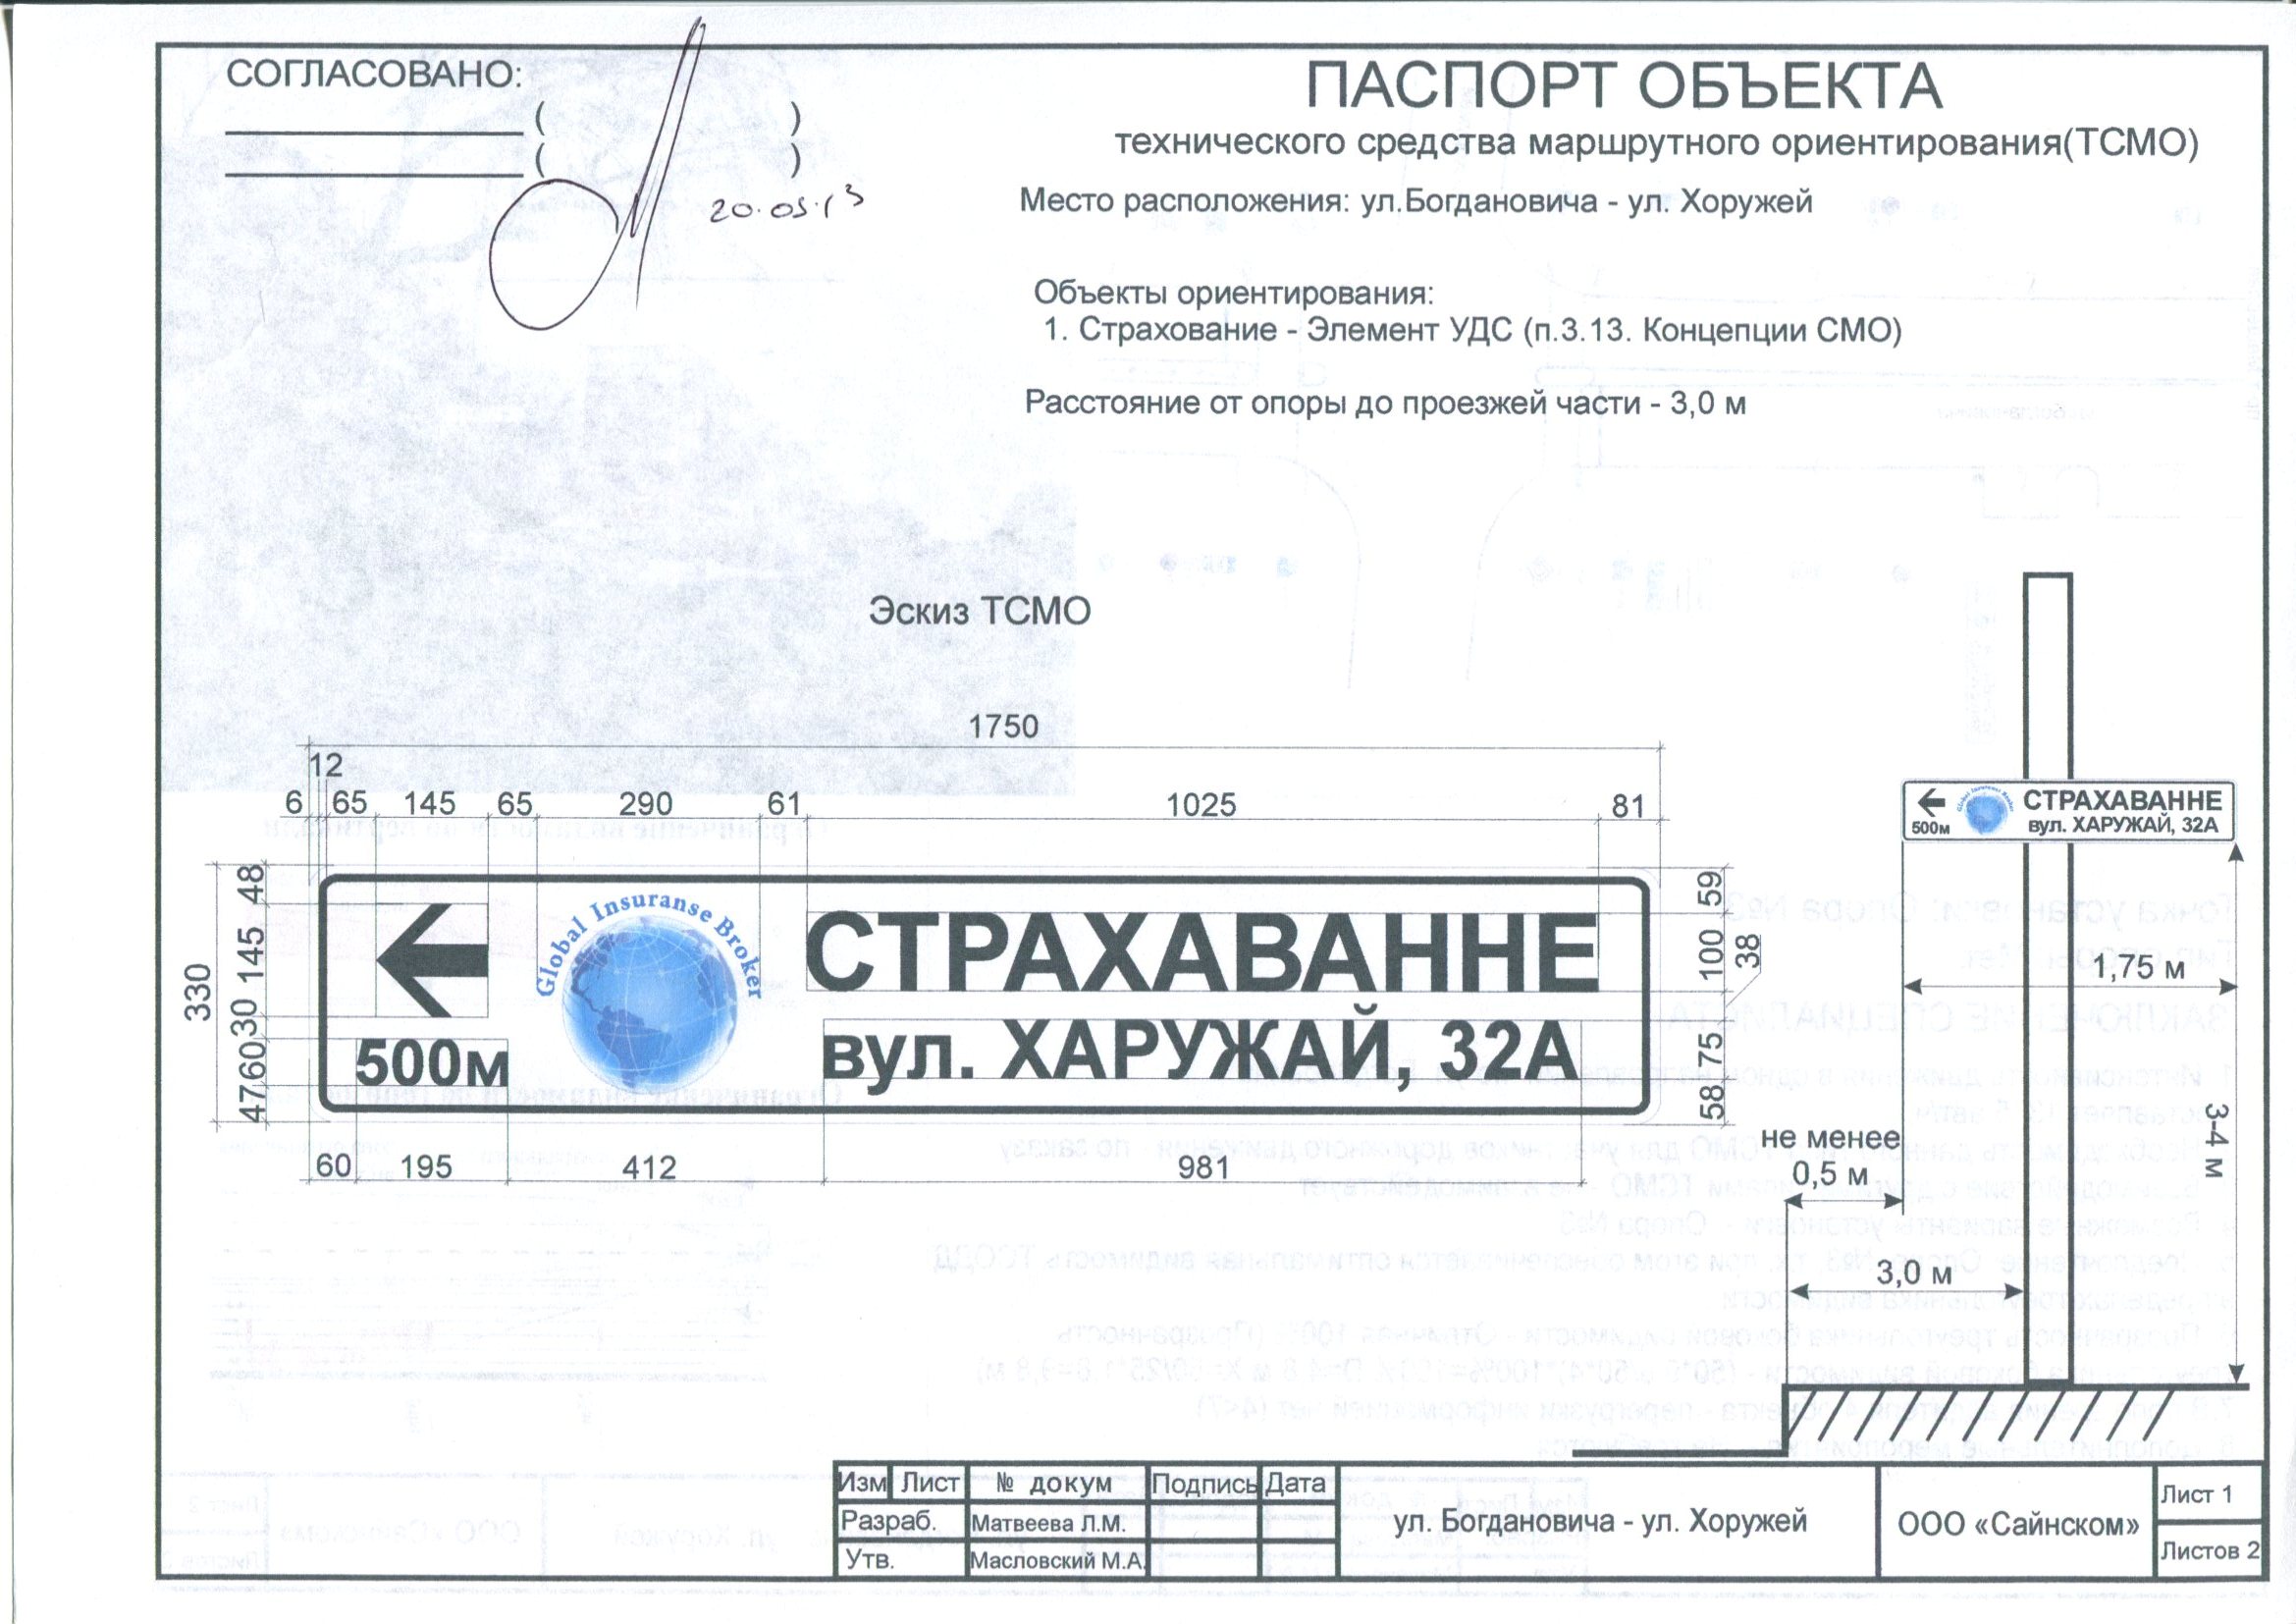 СОГЛАСОВАНО:
( )
( )
20.03.13
ПАСПОРТ ОБЪЕКТА
технического средства маршрутного ориентирования(ТСМО)
Место расположения: ул.Богдановича - ул. Хоружей
Объекты ориентирования:
1. Страхование - Элемент УДС (п.3.13. Концепции СМО)
Расстояние от опоры до проезжей части - 3,0 м
Эскиз ТСМО
1750
12
6 65 145 65 290 61 1025 81
330
48
145
30
60
47
500м
Global Insuranse Broker
СТРАХАВАННЕ
вул. ХАРУЖАЙ, 32А
59
100
38
75
58
60 195 412 981
500м
Global Insuranse Broker
СТРАХАВАННЕ
вул. ХАРУЖАЙ, 32А
1,75 м
3-4 м
не менее
0,5 м
3,0 м
Изм Лист № докум Подпись Дата
Разраб. Матвеева Л.М.
Утв. Масловский М.А.
ул. Богдановича - ул. Хоружей
ООО «Сайнском»
Лист 1
Листов 2